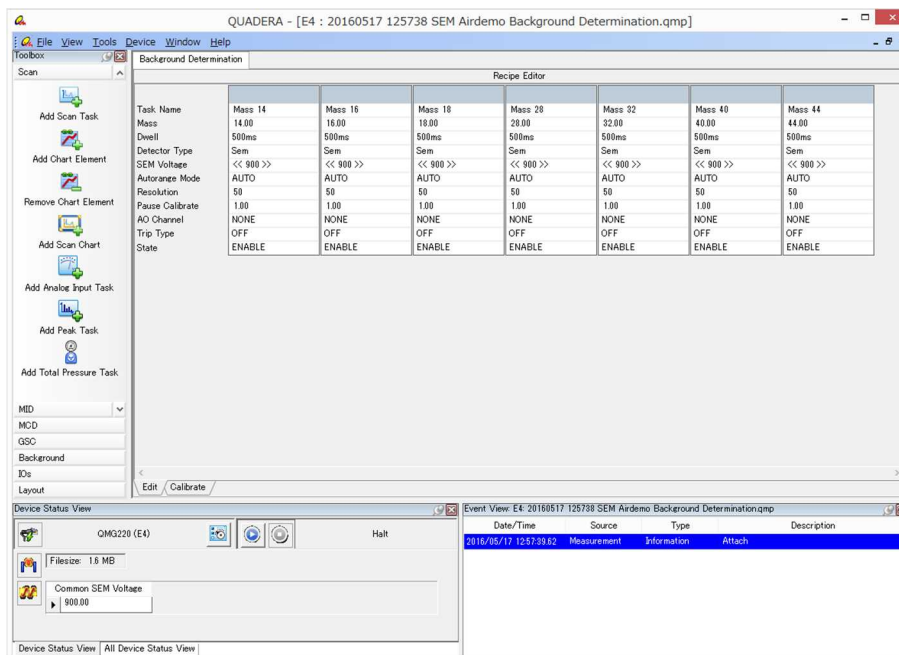 QUADERA - [E4 : 20160517 125738 SEM Airdemo Background Determination.qmp]
File View Tools Device Window Help
Toolbox
Scan
Add Scan Task
Add Chart Element
Remove Chart Element
Add Scan Chart
Add Analog Input Task
Add Peak Task
Add Total Pressure Task
MID
MCD
GSC
Background
IOs
Layout
Background Determination
Recipe Editor
Task Name Mass 14 Mass 16 Mass 18 Mass 28 Mass 32 Mass 40 Mass 44
Mass 14.00 16.00 18.00 28.00 32.00 40.00 44.00
Dwell 500ms 500ms 500ms 500ms 500ms 500ms 500ms
Detector Type Sem Sem Sem Sem Sem Sem Sem
SEM Voltage << 900 >> << 900 >> << 900 >> << 900 >> << 900 >> << 900 >> << 900 >>
Autorange Mode AUTO AUTO AUTO AUTO AUTO AUTO AUTO
Resolution 50 50 50 50 50 50 50
Pause Calibrate 1.00 1.00 1.00 1.00 1.00 1.00 1.00
AO Channel NONE NONE NONE NONE NONE NONE NONE
Trip Type OFF OFF OFF OFF OFF OFF OFF
State ENABLE ENABLE ENABLE ENABLE ENABLE ENABLE ENABLE
Edit Calibrate
Device Status View
QMG220 (E4) Halt
Filesize: 1.6 MB
Common SEM Voltage
900.00
Device Status View All Device Status View
Event View: E4: 20160517 125738 SEM Airdemo Background Determination.qmp
Date/Time Source Type Description
2016/05/17 12:57:39.62 Measurement Information Attach